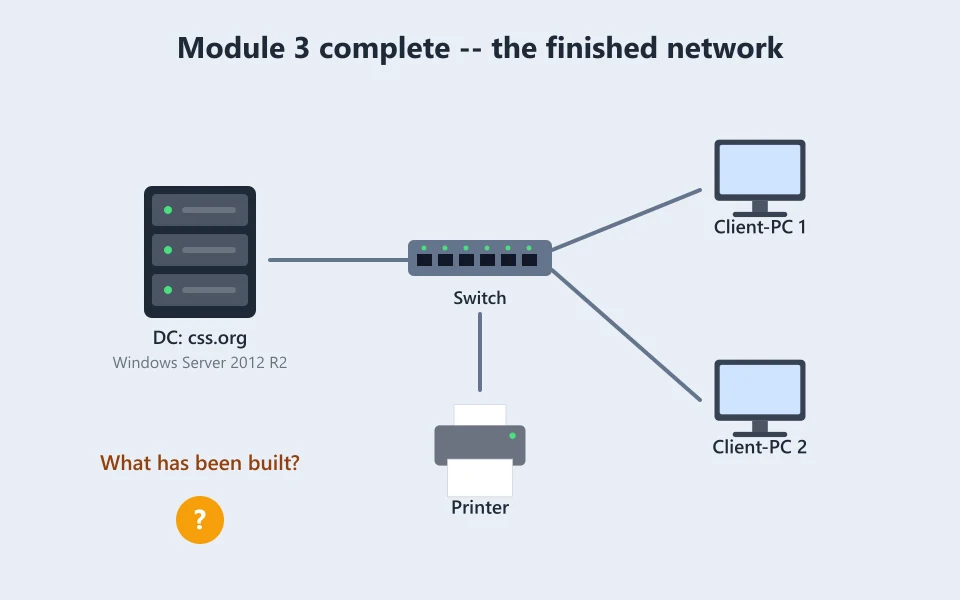 Module 3 complete -- the finished network
Client-PC 1
Switch
DC: css.org
Windows Server 2012 R2
Client-PC 2
What has been built?
Printer
?